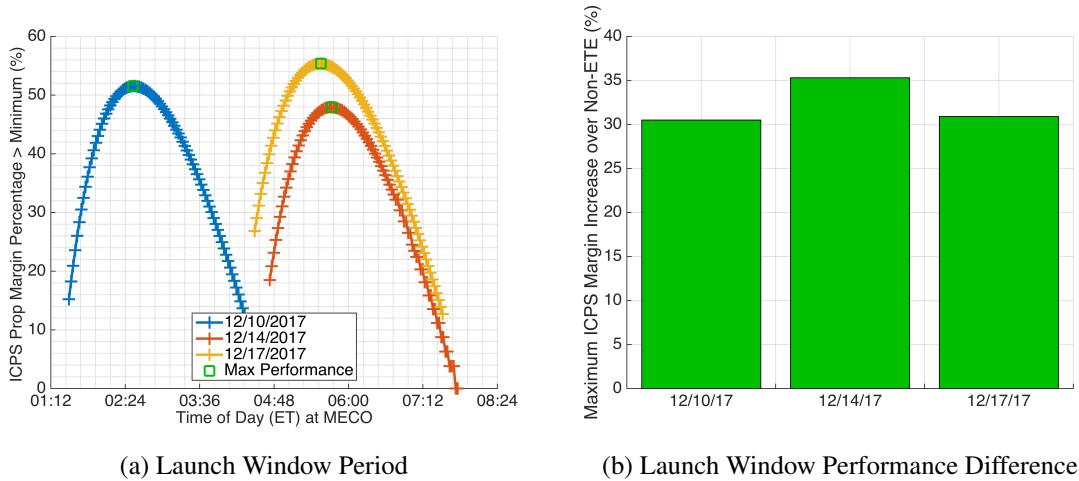 ICPS Prop Margin Percentage > Minimum (%)
60
50
40
30
20
10
0
01:12 02:24 03:36 04:48 06:00 07:12 08:24
Time of Day (ET) at MECO
12/10/2017
12/14/2017
12/17/2017
Max Performance
(a) Launch Window Period
Maximum ICPS Margin Increase over Non-ETE (%)
40
35
30
25
20
15
10
5
0
12/10/17 12/14/17 12/17/17
(b) Launch Window Performance Difference